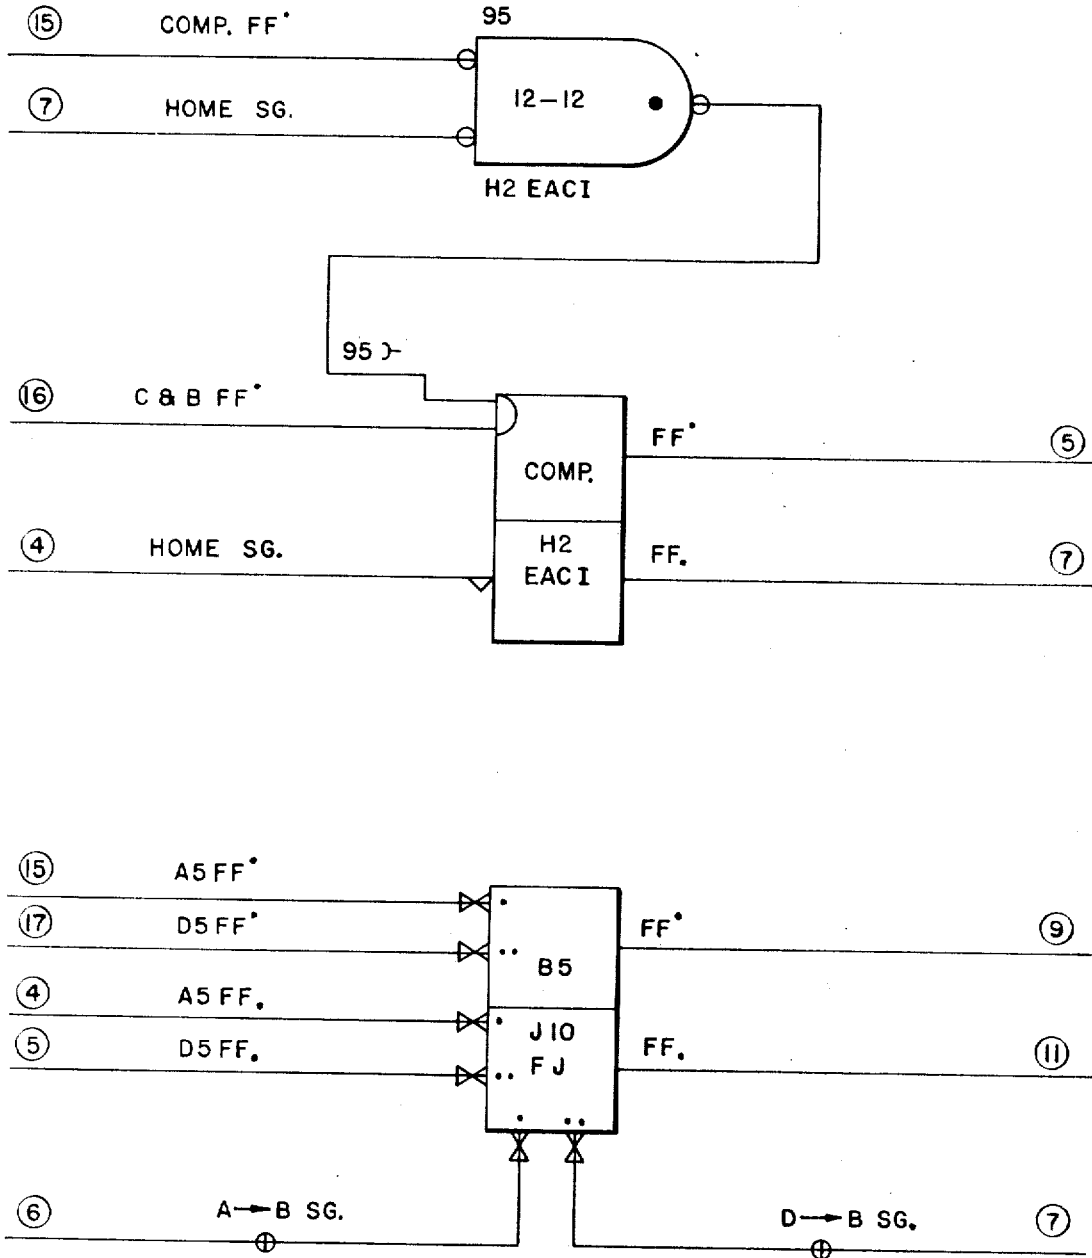 15 COMP. FF• 95
7 HOME SG. 12-12
H2 EACI
95
16 C & B FF• FF• 5
COMP.
4 HOME SG. H2 FF. 7
EACI
15 A5 FF•
17 D5 FF• FF• 9
B5
4 A5 FF.
J10
5 D5 FF. FF. 11
FJ
6 A→B SG. D→B SG. 7